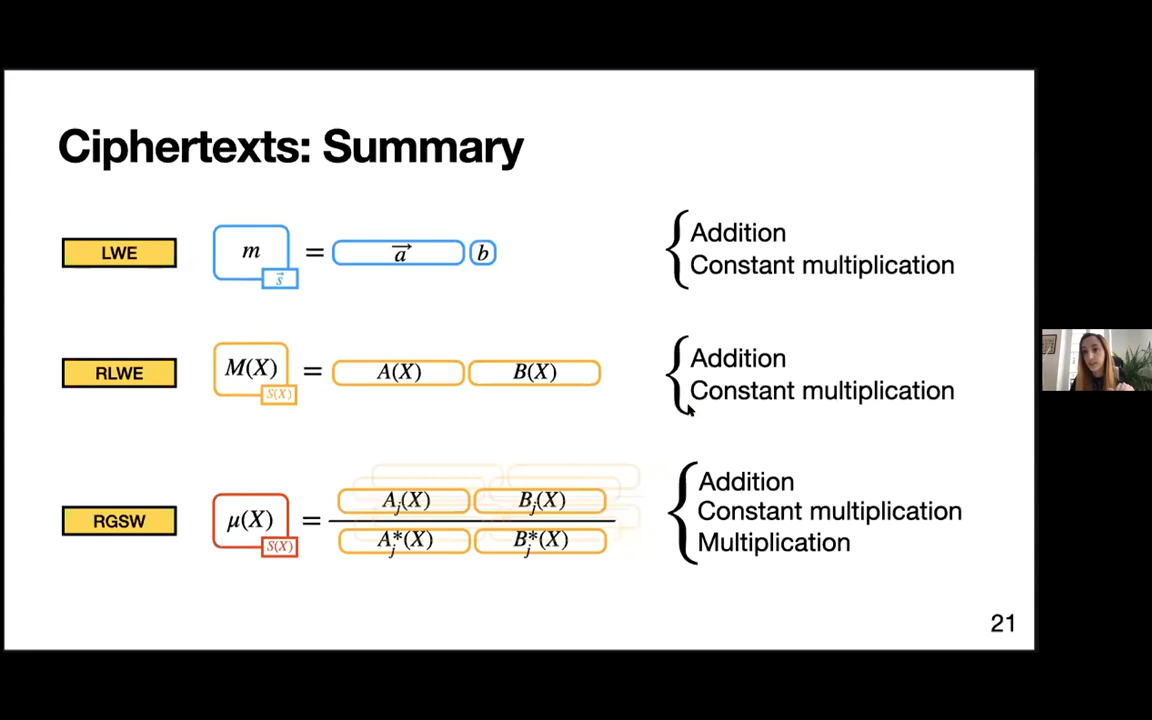 Ciphertexts: Summary
LWE m s⃗ = a⃗ b
Addition
Constant multiplication
RLWE M(X) S(X) = A(X) B(X)
Addition
Constant multiplication
RGSW μ(X) S(X) = Aⱼ(X) Bⱼ(X)
Aⱼ*(X) Bⱼ*(X)
Addition
Constant multiplication
Multiplication
21